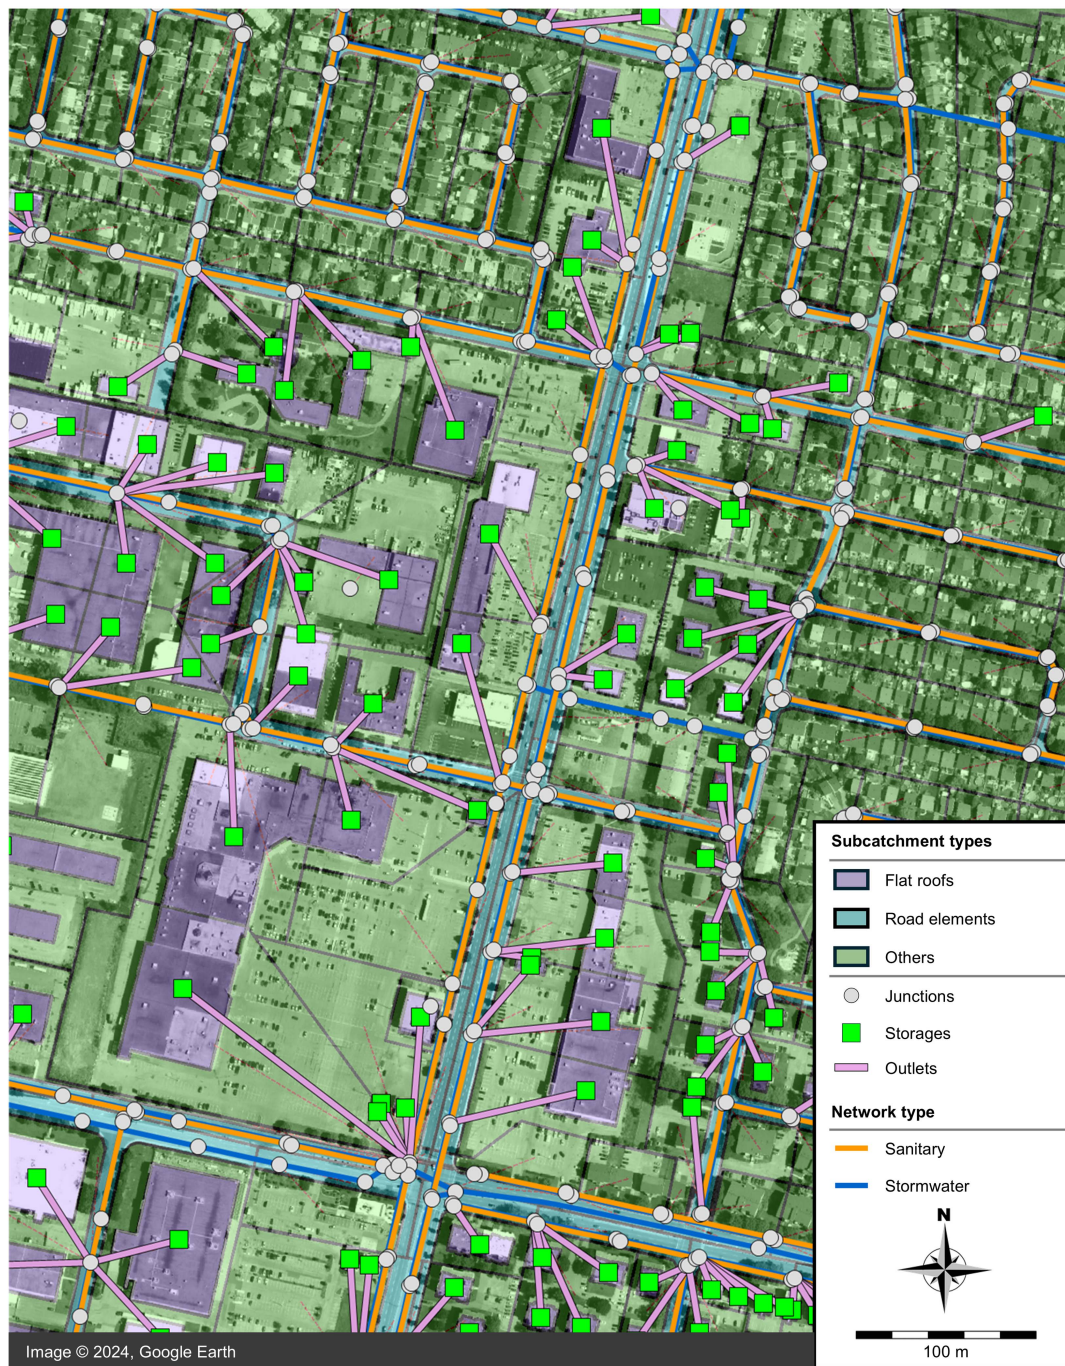 Subcatchment types
Flat roofs
Road elements
Others
Junctions
Storages
Outlets
Network type
Sanitary
Stormwater
N
100 m
Image © 2024, Google Earth